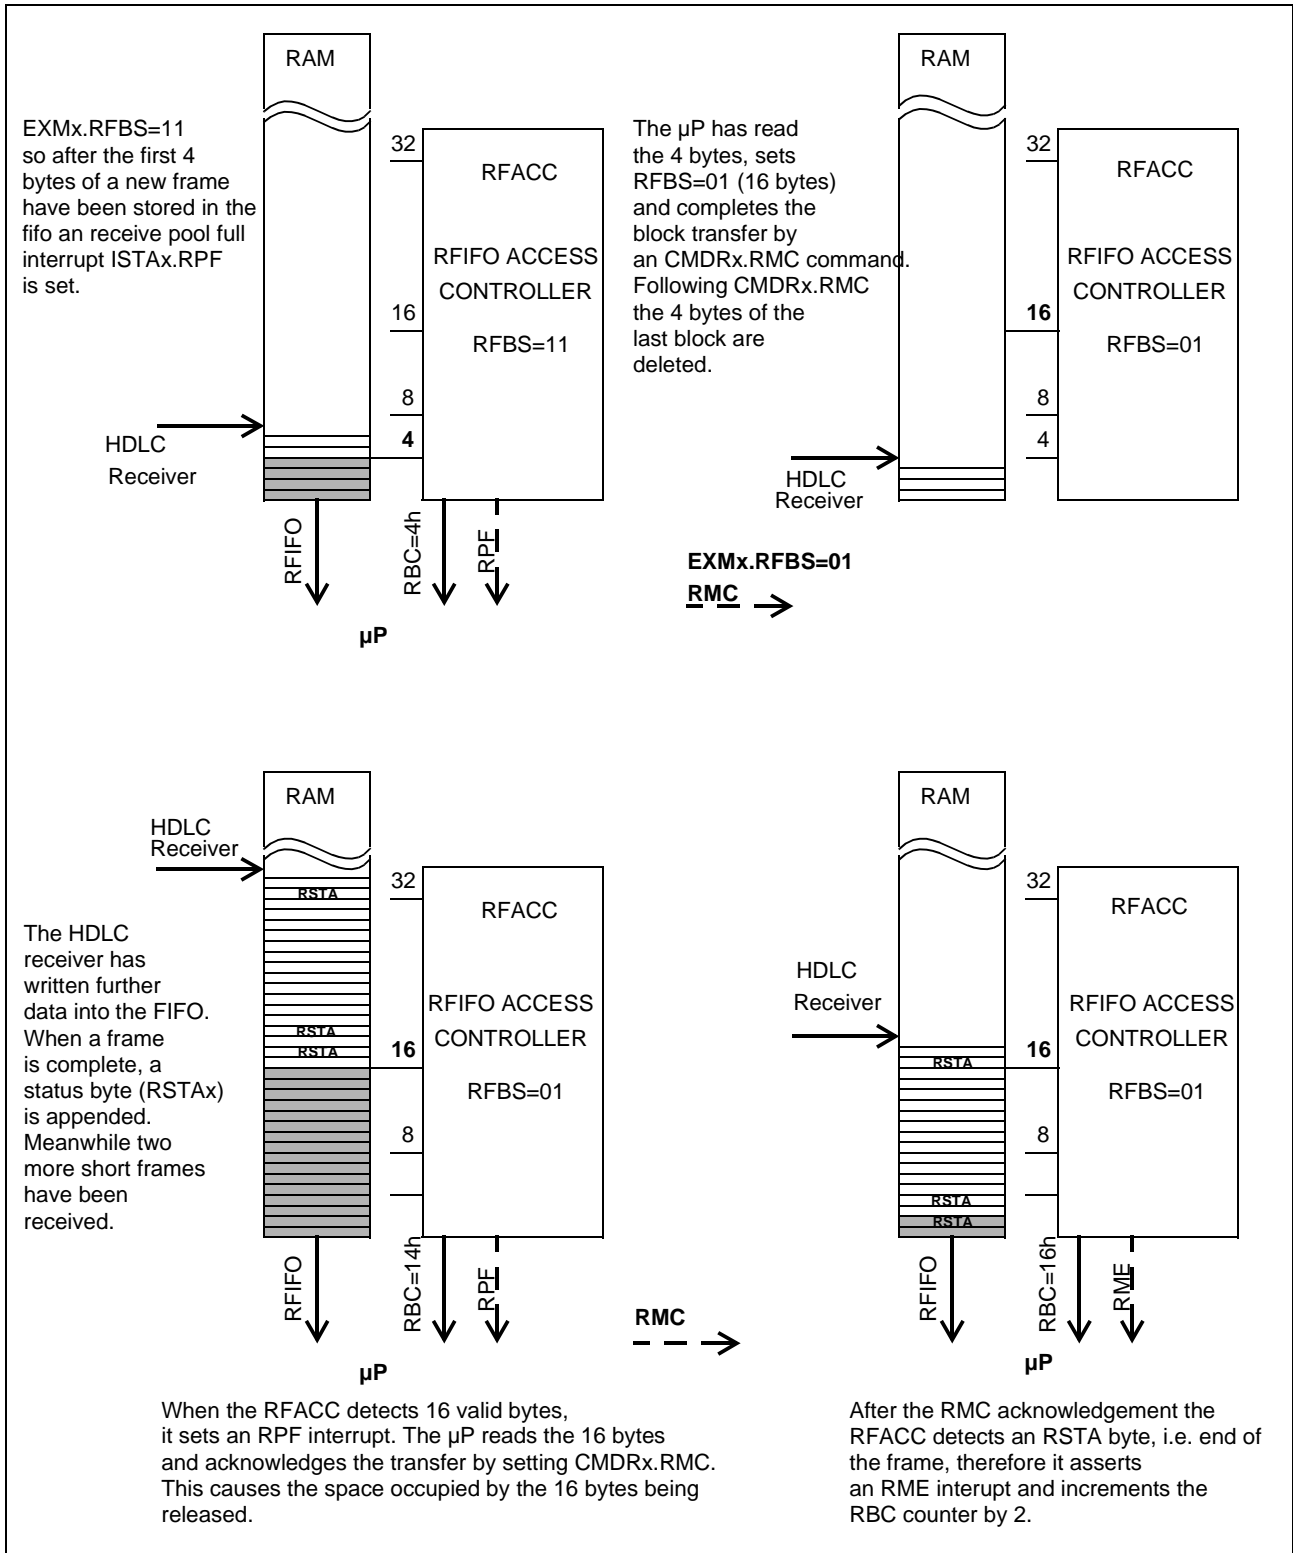 RAM
EXMx.RFBS=11
so after the first 4
bytes of a new frame
have been stored in the
fifo an receive pool full
interrupt ISTAx.RPF
is set.
32
RFACC
RFIFO ACCESS
CONTROLLER
16
RFBS=11
8
4
HDLC
Receiver
RFIFO
RBC=4h
RPF
µP
RAM
The µP has read
the 4 bytes, sets
RFBS=01 (16 bytes)
and completes the
block transfer by
an CMDRx.RMC command.
Following CMDRx.RMC
the 4 bytes of the
last block are
deleted.
32
RFACC
RFIFO ACCESS
CONTROLLER
16
RFBS=01
8
4
HDLC
Receiver
EXMx.RFBS=01
RMC
RAM
HDLC
Receiver
RSTA
32
RFACC
The HDLC
receiver has
written further
data into the FIFO.
When a frame
is complete, a
status byte (RSTAx)
is appended.
Meanwhile two
more short frames
have been
received.
RFIFO ACCESS
CONTROLLER
RSTA
RSTA
16
RFBS=01
8
RFIFO
RBC=14h
RPF
µP
RMC
When the RFACC detects 16 valid bytes,
it sets an RPF interrupt. The µP reads the 16 bytes
and acknowledges the transfer by setting CMDRx.RMC.
This causes the space occupied by the 16 bytes being
released.
RAM
32
RFACC
HDLC
Receiver
RFIFO ACCESS
CONTROLLER
16
RSTA
RFBS=01
8
RSTA
RSTA
RFIFO
RBC=16h
RME
µP
After the RMC acknowledgement the
RFACC detects an RSTA byte, i.e. end of
the frame, therefore it asserts
an RME interupt and increments the
RBC counter by 2.